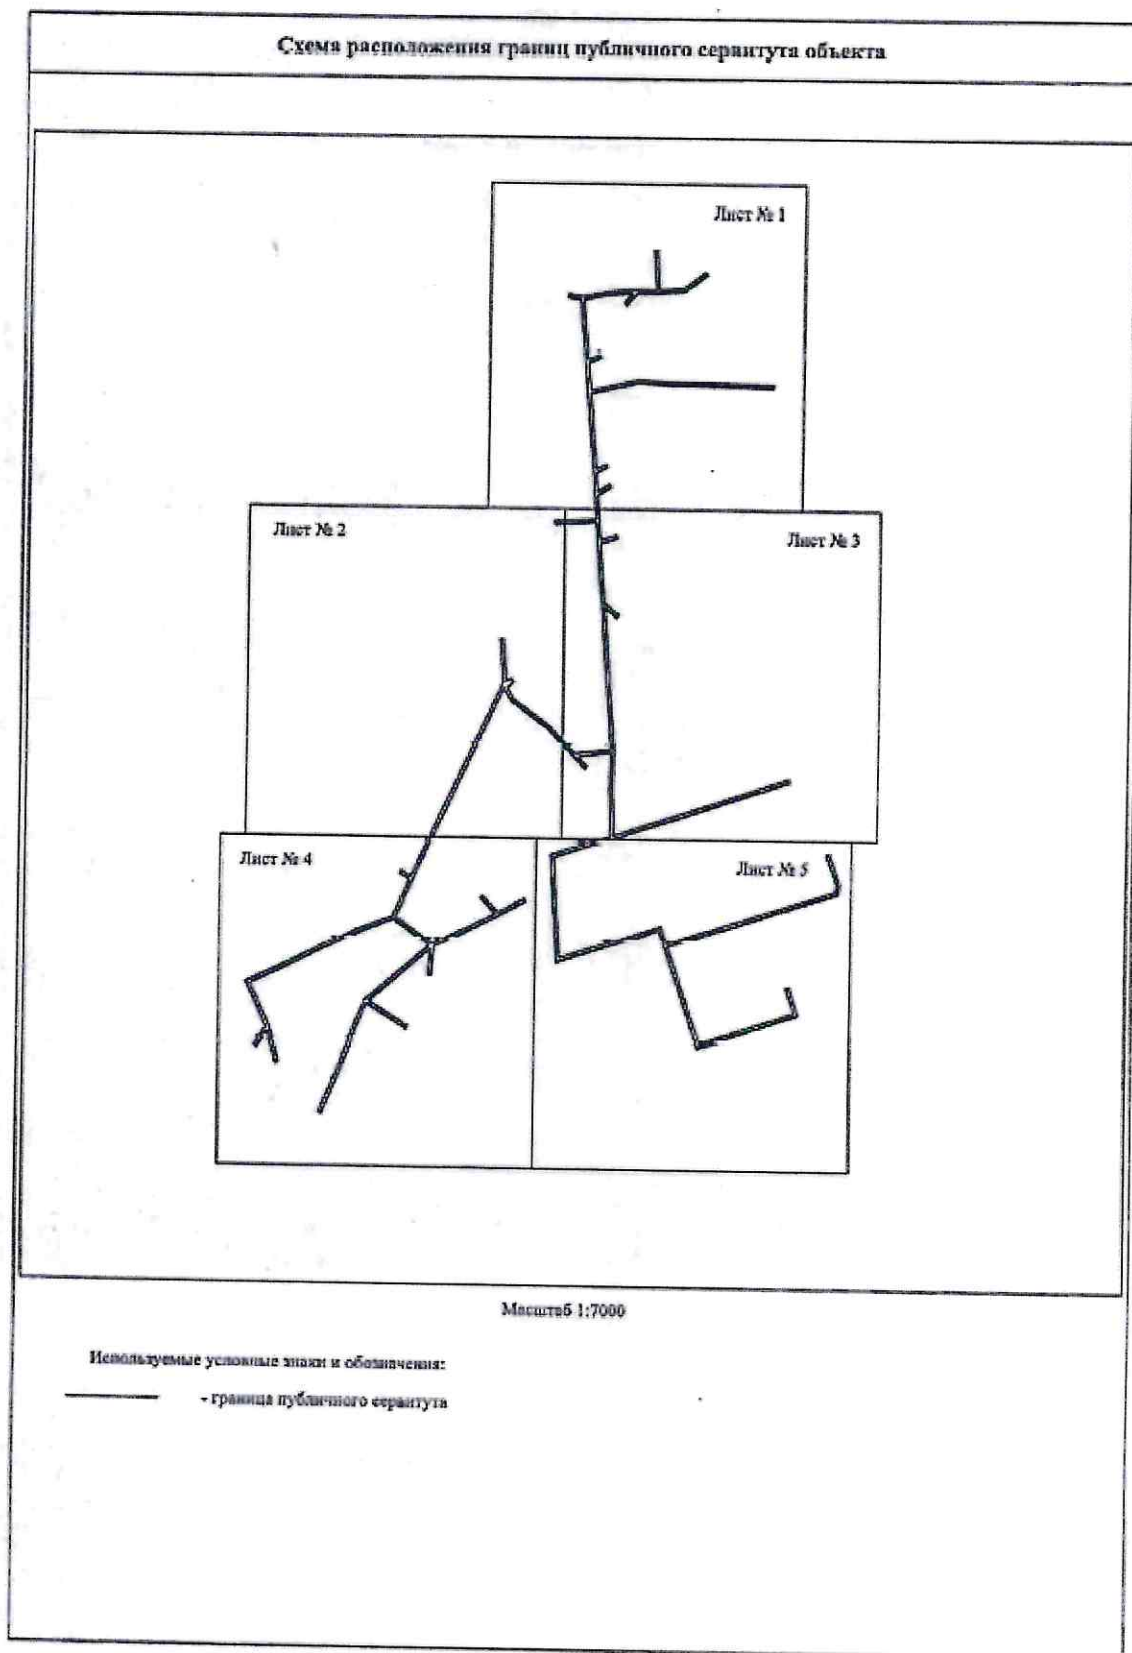 Схема расположения границ публичного сервитута объекта
Лист № 1
Лист № 2
Лист № 3
Лист № 4
Лист № 5
Масштаб 1:7000
Используемые условные знаки и обозначения:
- граница публичного сервитута